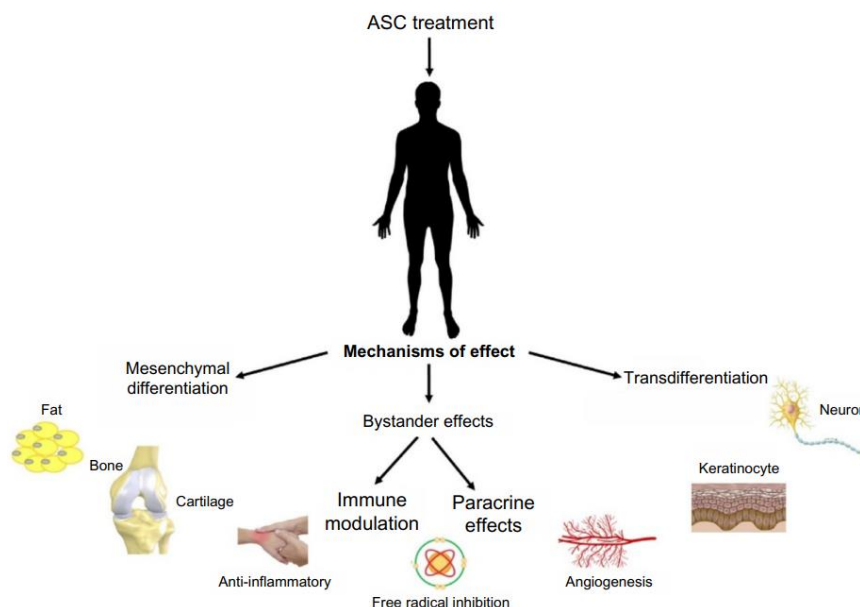 ASC treatment
Mechanisms of effect
Mesenchymal
differentiation
Transdifferentiation
Fat
Neuron
Bystander effects
Bone
Keratinocyte
Cartilage
Immune
modulation
Paracrine
effects
Anti-inflammatory
Angiogenesis
Free radical inhibition